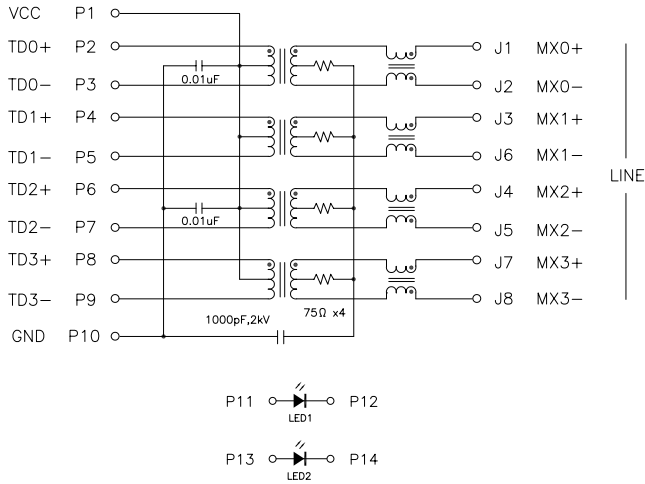 VCC P1
TD0+ P2 J1 MX0+
0.01uF
TD0− P3 J2 MX0−
TD1+ P4 J3 MX1+
TD1− P5 J6 MX1−
LINE
TD2+ P6 J4 MX2+
0.01uF
TD2− P7 J5 MX2−
TD3+ P8 J7 MX3+
TD3− P9 J8 MX3−
1000pF,2kV 75Ω x4
GND P10
P11 P12
LED1
P13 P14
LED2